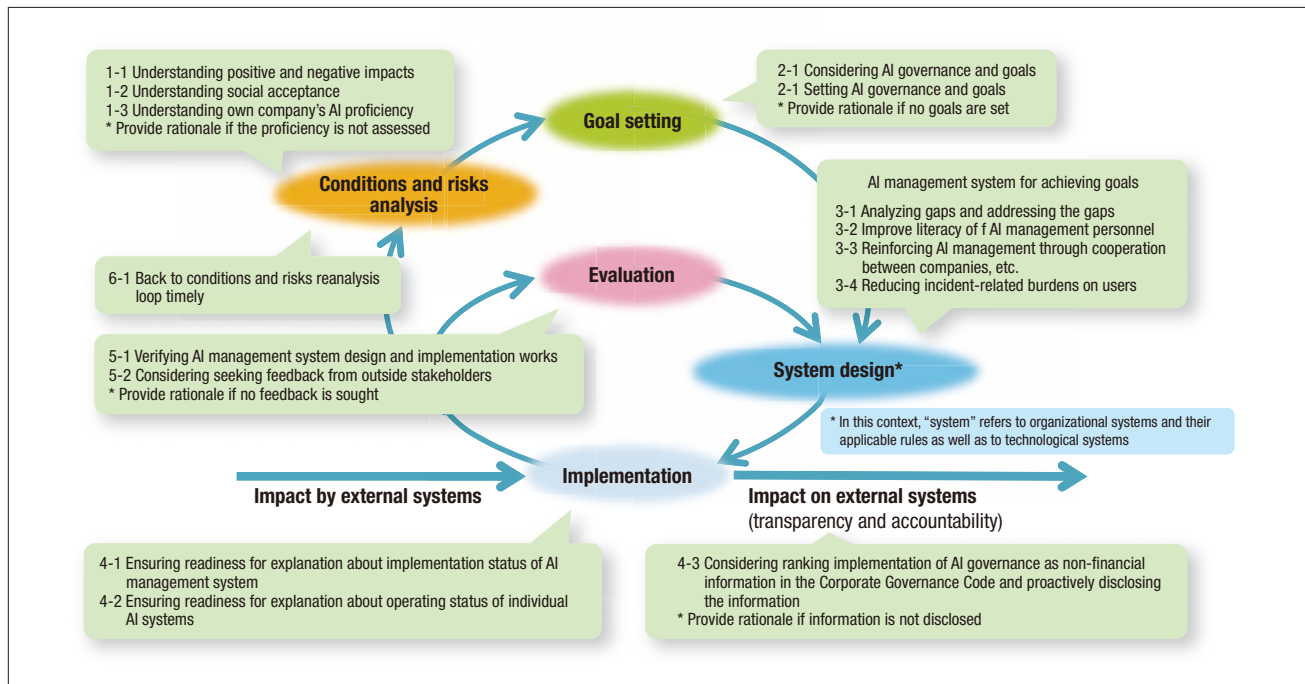 1-1 Understanding positive and negative impacts
1-2 Understanding social acceptance
1-3 Understanding own company's AI proficiency
* Provide rationale if the proficiency is not assessed
Goal setting
2-1 Considering AI governance and goals
2-1 Setting AI governance and goals
* Provide rationale if no goals are set
Conditions and risks
analysis
AI management system for achieving goals
3-1 Analyzing gaps and addressing the gaps
3-2 Improve literacy of f AI management personnel
3-3 Reinforcing AI management through cooperation
between companies, etc.
3-4 Reducing incident-related burdens on users
6-1 Back to conditions and risks reanalysis
loop timely
Evaluation
5-1 Verifying AI management system design and implementation works
5-2 Considering seeking feedback from outside stakeholders
* Provide rationale if no feedback is sought
System design*
* In this context, "system" refers to organizational systems and their
applicable rules as well as to technological systems
Implementation
Impact by external systems
Impact on external systems
(transparency and accountability)
4-1 Ensuring readiness for explanation about implementation status of AI
management system
4-2 Ensuring readiness for explanation about operating status of individual
AI systems
4-3 Considering ranking implementation of AI governance as non-financial
information in the Corporate Governance Code and proactively disclosing
the information
* Provide rationale if information is not disclosed